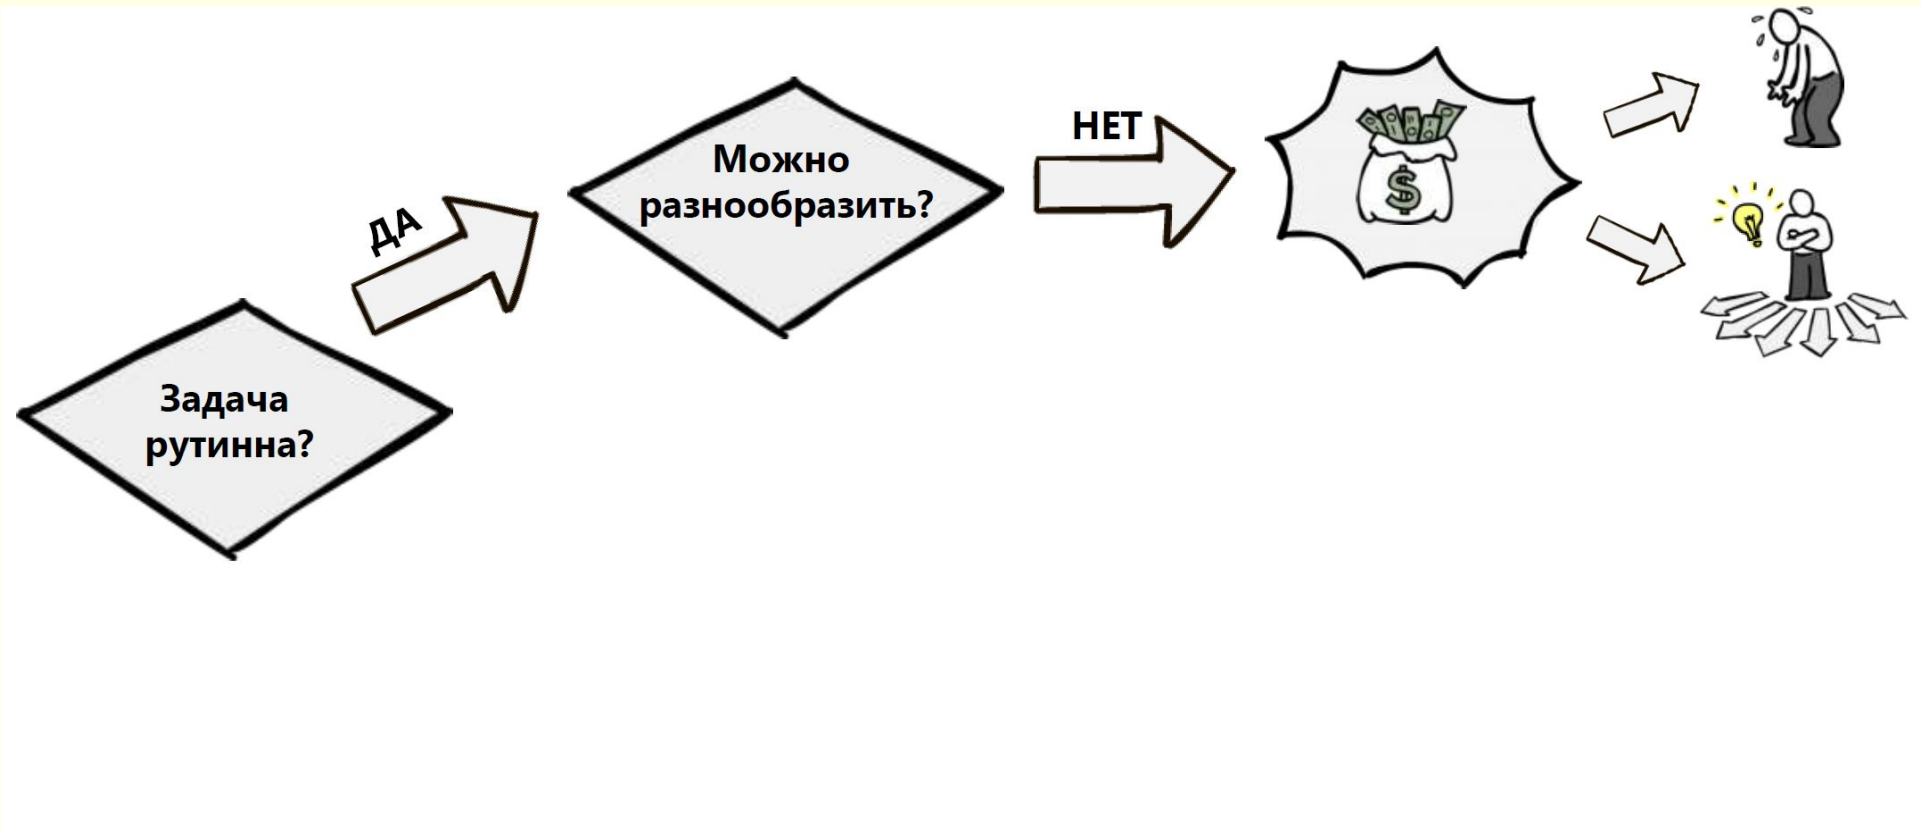 Задача
рутинна?
ДА
Можно
разнообразить?
НЕТ
$